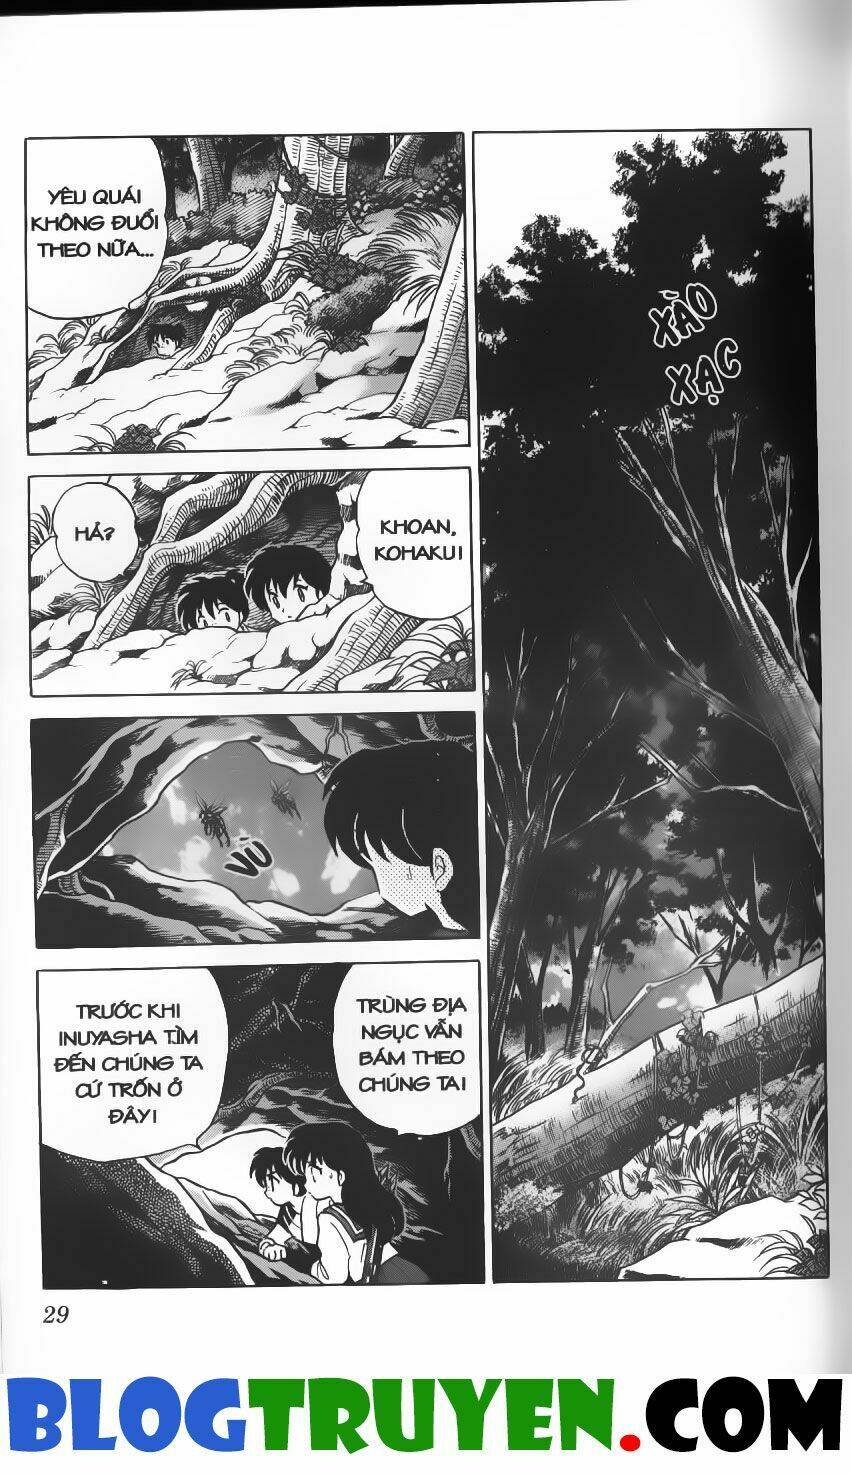 XÀO
XẠC
YÊU QUÁI
KHÔNG ĐUỔI
THEO NỮA...
KHOAN,
KOHAKU!
HẢ?
VÙ
TRÙNG ĐỊA
NGỤC VẪN
BÁM THEO
CHÚNG TA!
TRƯỚC KHI
INUYASHA TÌM
ĐẾN CHÚNG TA
CỨ TRỐN Ở
ĐÂY!
29
BLOGTRUYEN.COM